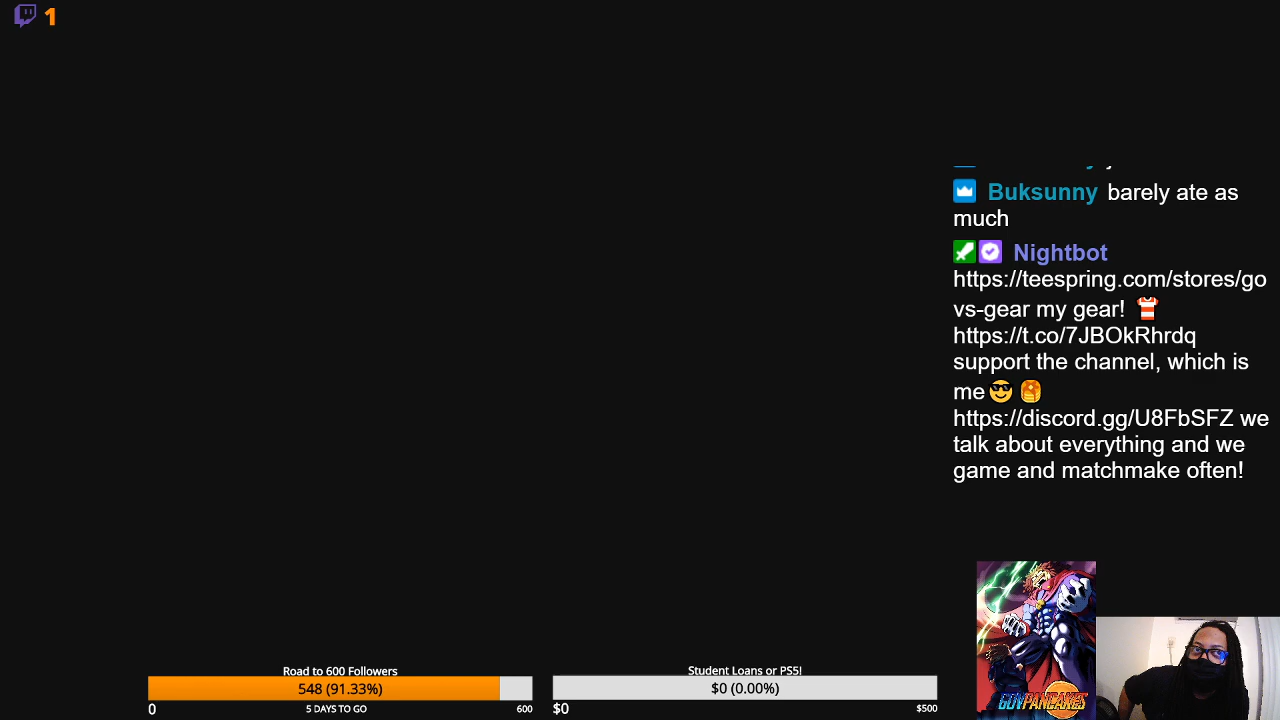 1
Buksunny barely ate as
much
Nightbot
https://teespring.com/stores/go
vs-gear my gear!
https://t.co/7JBOkRhrdq
support the channel, which is
me
https://discord.gg/U8FbSFZ we
talk about everything and we
game and matchmake often!
GOVPANCAKES
Road to 600 Followers
548 (91.33%)
0 5 DAYS TO GO 600
Student Loans or PS5!
$0 (0.00%)
$0 $500